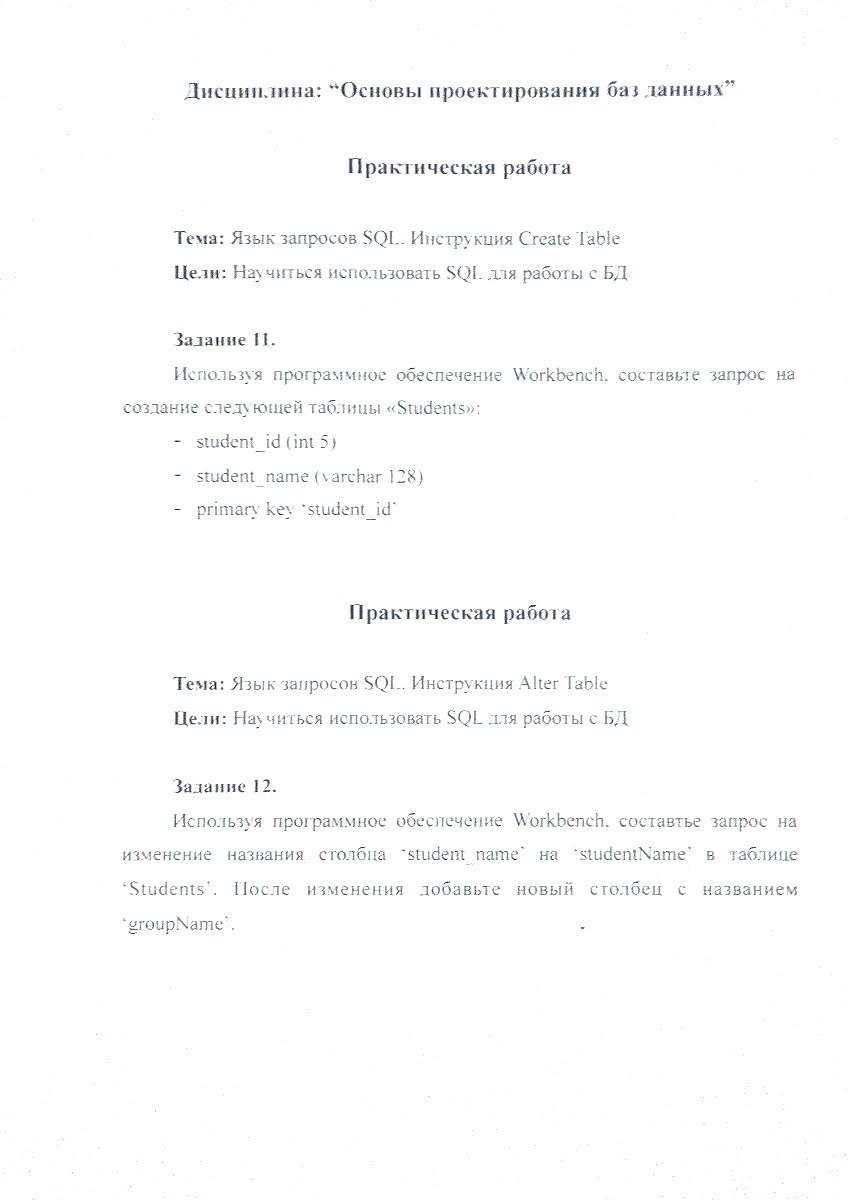 Дисциплина: “Основы проектирования баз данных”
Практическая работа
Тема: Язык запросов SQL. Инструкция Create Table
Цели: Научиться использовать SQL для работы с БД
Задание 11.
Используя программное обеспечение Workbench, составьте запрос на
создание следующей таблицы «Students»:
- student_id (int 5)
- student_name (varchar 128)
- primary key ‘student_id’
Практическая работа
Тема: Язык запросов SQL. Инструкция Alter Table
Цели: Научиться использовать SQL для работы с БД
Задание 12.
Используя программное обеспечение Workbench, составтье запрос на
изменение названия столбца ‘student_name’ на ‘studentName’ в таблице
‘Students’. После изменения добавьте новый столбец с названием
‘groupName’.